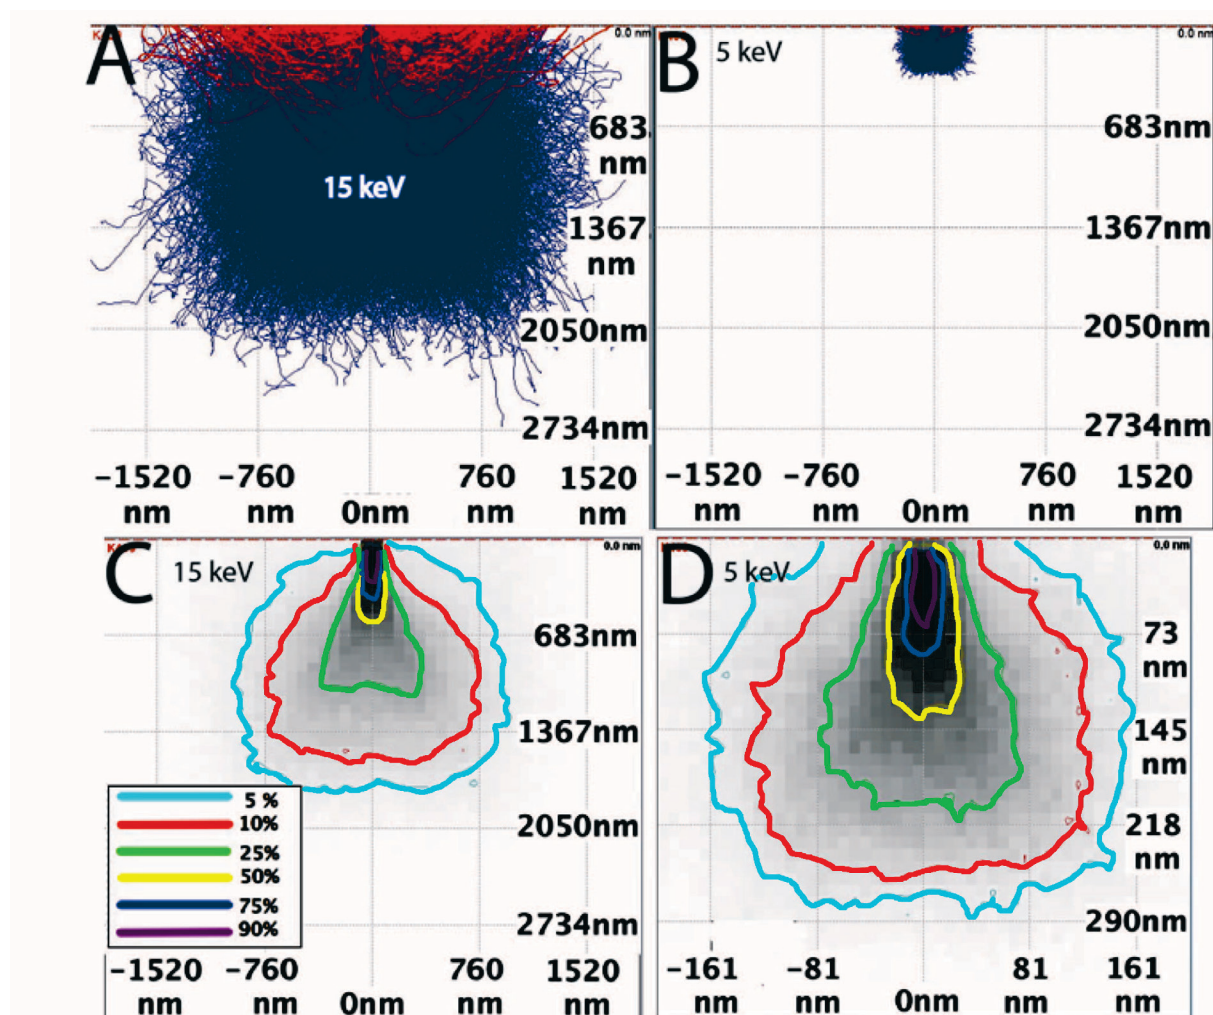 A
0.0 nm
683
nm
15 keV
1367
nm
2050nm
2734nm
−1520 −760 760 1520
nm nm 0nm nm nm
B 5 keV
0.0 nm
683nm
1367nm
2050nm
2734nm
−1520 −760 760 1520
nm nm 0nm nm nm
C 15 keV
0.0 nm
683nm
1367nm
2050nm
2734nm
5 %
10%
25%
50%
75%
90%
−1520 −760 760 1520
nm nm 0nm nm nm
D 5 keV
0.0 nm
73
nm
145
nm
218
nm
290nm
−161 −81 81 161
nm nm 0nm nm nm